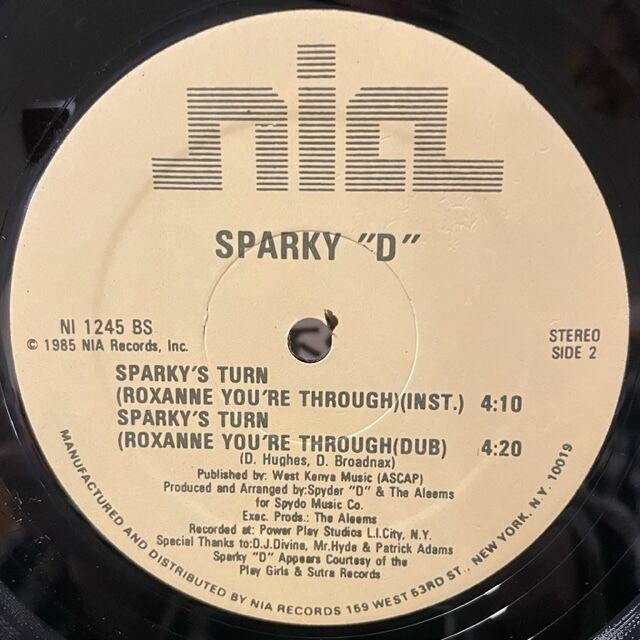 nia
SPARKY "D"
NI 1245 BS
© 1985 NIA Records, Inc.
STEREO
SIDE 2
SPARKY'S TURN
(ROXANNE YOU'RE THROUGH)(INST.) 4:10
SPARKY'S TURN
(ROXANNE YOU'RE THROUGH(DUB) 4:20
(D. Hughes, D. Broadnax)
Published by: West Kenya Music (ASCAP)
Produced and Arranged by:Spyder "D" & The Aleems
for Spydo Music Co.
Exec. Prods.: The Aleems
Recorded at: Power Play Studios L.I.City, N.Y.
Special Thanks to:D.J.Divine, Mr.Hyde & Patrick Adams
Sparky "D" Appears Courtesy of the
Play Girls & Sutra Records
MANUFACTURED AND DISTRIBUTED BY NIA RECORDS 159 WEST 53RD ST., NEW YORK, N.Y. 10019